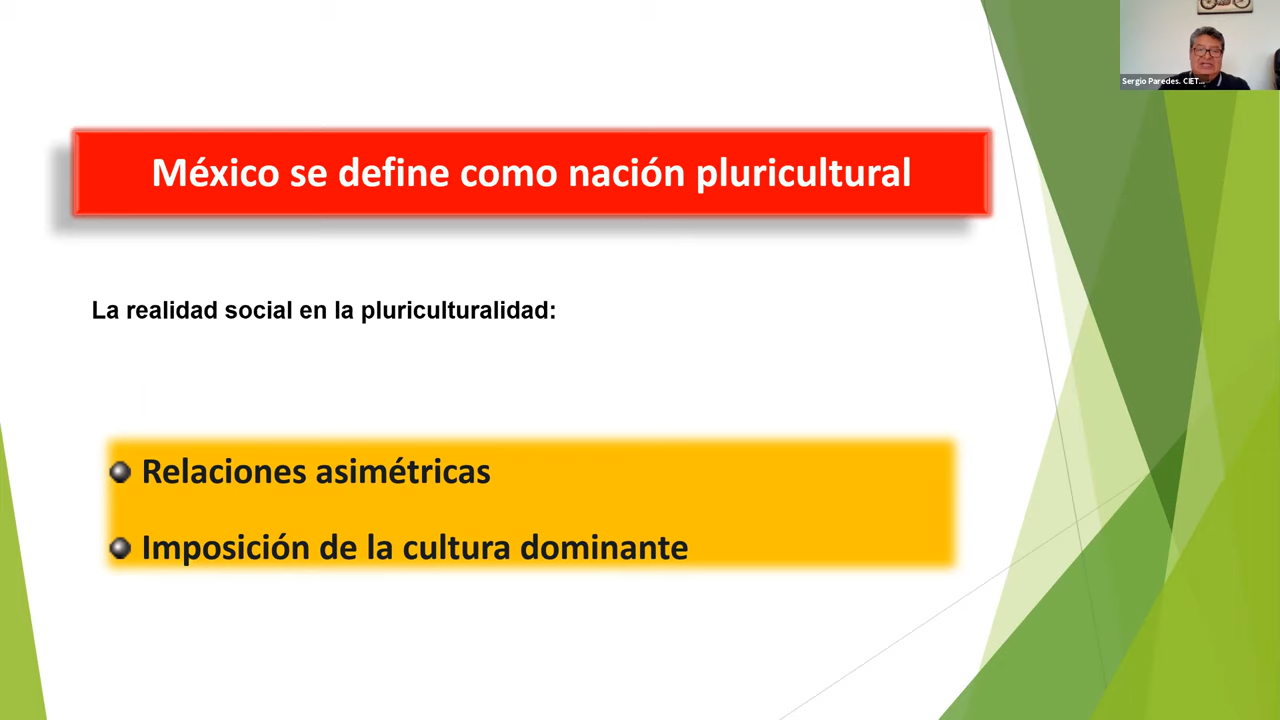 Sergio Paredes. CIET...
México se define como nación pluricultural
La realidad social en la pluriculturalidad:
Relaciones asimétricas
Imposición de la cultura dominante